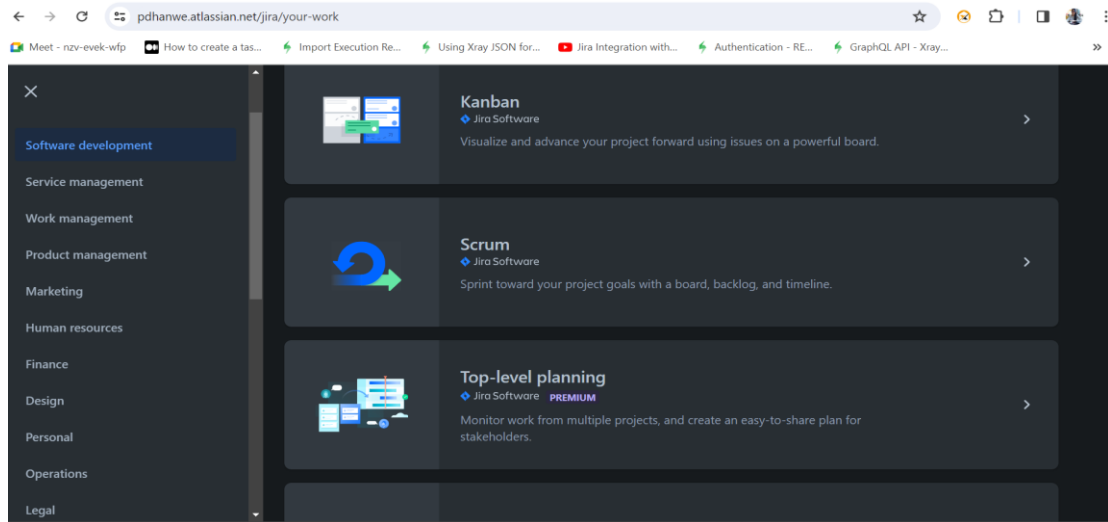 pdhanwe.atlassian.net/jira/your-work
Meet - nzv-evek-wfp How to create a tas... Import Execution Re... Using Xray JSON for... Jira Integration with... Authentication - RE... GraphQL API - Xray...
Software development
Service management
Work management
Product management
Marketing
Human resources
Finance
Design
Personal
Operations
Legal
Kanban
Jira Software
Visualize and advance your project forward using issues on a powerful board.
Scrum
Jira Software
Sprint toward your project goals with a board, backlog, and timeline.
Top-level planning
Jira Software PREMIUM
Monitor work from multiple projects, and create an easy-to-share plan for
stakeholders.